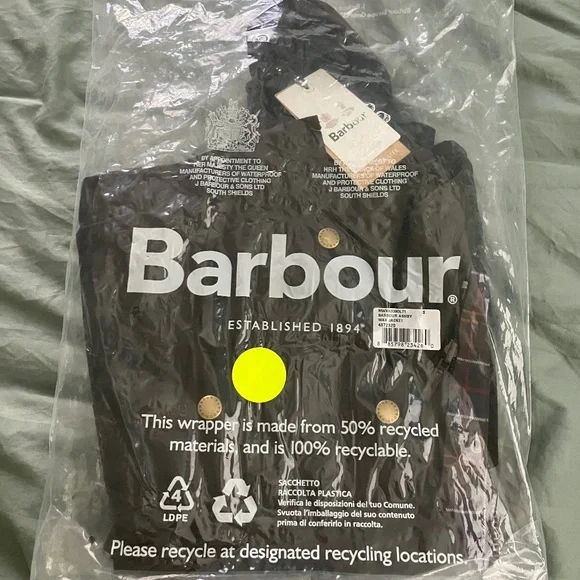 Barbour
BY APPOINTMENT TO
HER MAJESTY THE QUEEN
MANUFACTURERS OF WATERPROOF
AND PROTECTIVE CLOTHING
J BARBOUR & SONS LTD
SOUTH SHIELDS
BY APPOINTMENT TO
HRH THE PRINCE OF WALES
MANUFACTURERS OF WATERPROOF
AND PROTECTIVE CLOTHING
J BARBOUR & SONS LTD
SOUTH SHIELDS
Barbour®
ESTABLISHED 1894
WAX JACKET
This wrapper is made from 50% recycled
materials, and is 100% recyclable.
4
LDPE
SACCHETTO
RACCOLTA PLASTICA
Verifica le disposizioni del tuo Comune.
Svuota l'imballaggio del suo contenuto
prima di conferirlo in raccolta.
Please recycle at designated recycling locations.